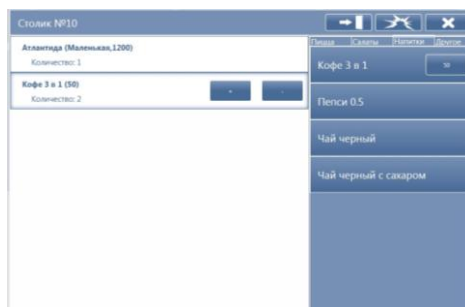 Столик №10
Пицца Салаты Напитки Другое
Атлантида (Маленькая,1200)
Количество: 1
Кофе 3 в 1 (50)
Количество: 2
+ -
Кофе 3 в 1
50
Пепси 0.5
Чай черный
Чай черный с сахаром